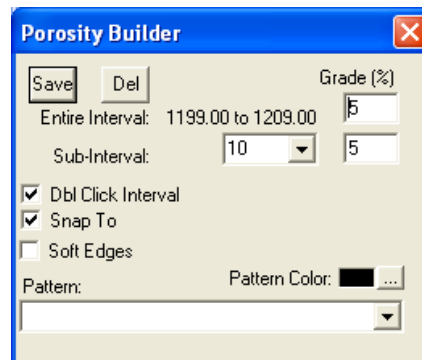 Porosity Builder
Save Del Grade (%)
Entire Interval: 1199.00 to 1209.00 5
Sub-Interval: 10 5
Dbl Click Interval
Snap To
Soft Edges
Pattern: Pattern Color: ...